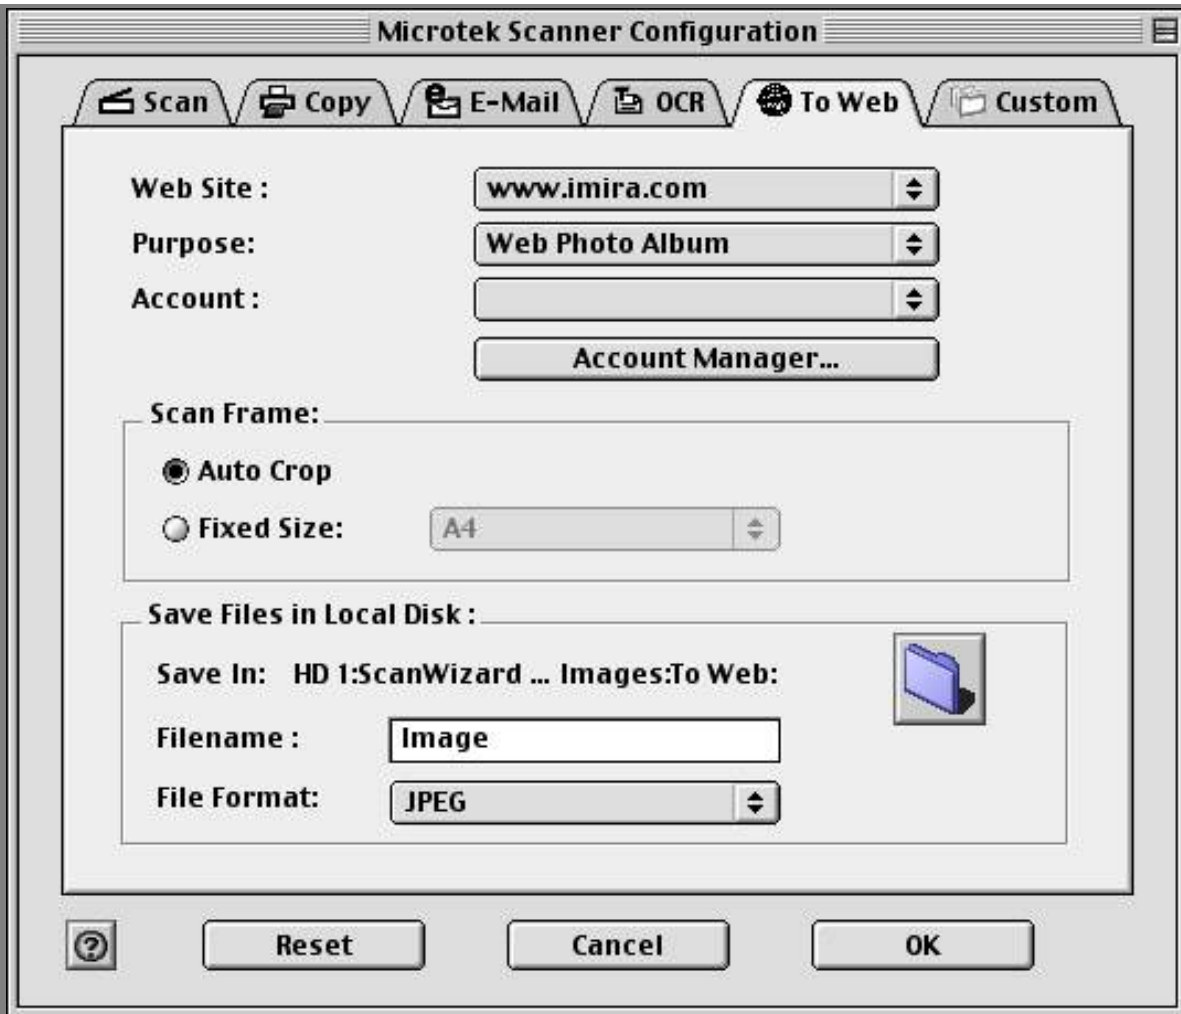 Microtek Scanner Configuration
Scan Copy E-Mail OCR To Web Custom
Web Site : www.imira.com
Purpose: Web Photo Album
Account :
Account Manager...
Scan Frame:
Auto Crop
Fixed Size: A4
Save Files in Local Disk :
Save In: HD 1:ScanWizard ... Images:To Web:
Filename : Image
File Format: JPEG
? Reset Cancel OK